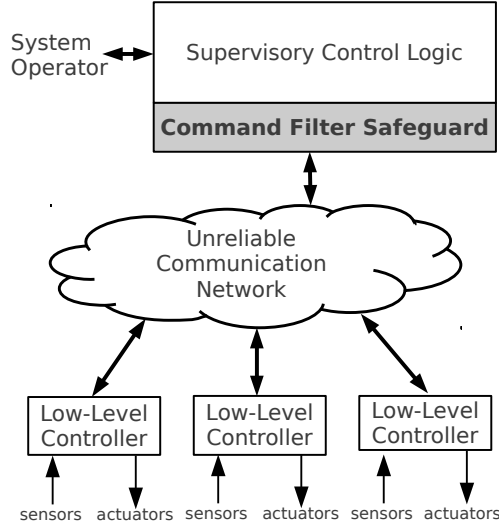 System
Operator
Supervisory Control Logic
Command Filter Safeguard
Unreliable
Communication
Network
Low-Level
Controller
Low-Level
Controller
Low-Level
Controller
sensors
actuators
sensors
actuators
sensors
actuators